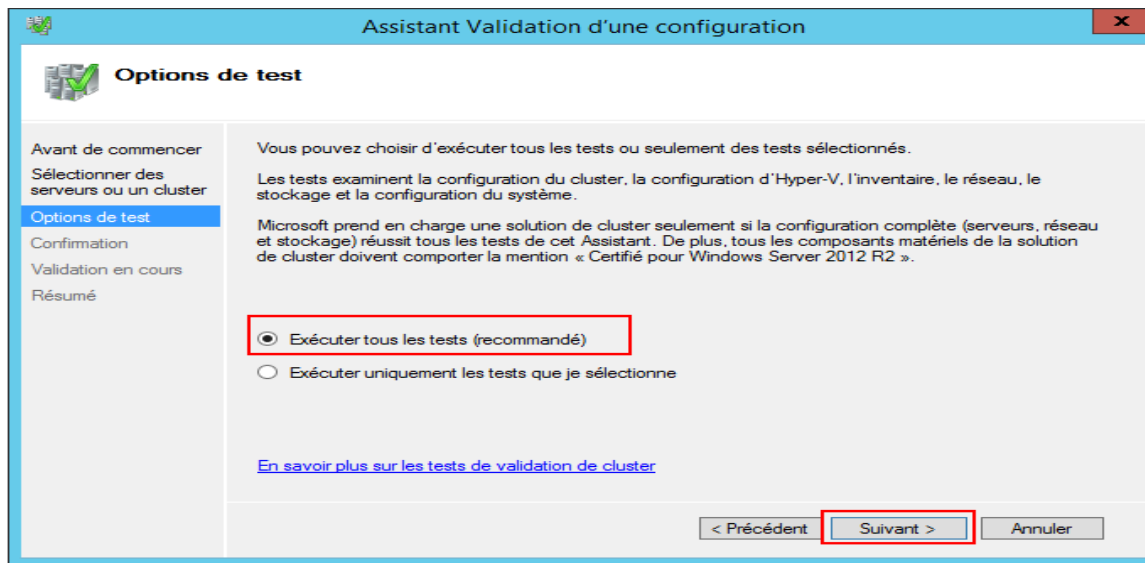 Assistant Validation d'une configuration
x
Options de test
Avant de commencer
Sélectionner des
serveurs ou un cluster
Options de test
Confirmation
Validation en cours
Résumé
Vous pouvez choisir d'exécuter tous les tests ou seulement des tests sélectionnés.
Les tests examinent la configuration du cluster, la configuration d'Hyper-V, l'inventaire, le réseau, le
stockage et la configuration du système.
Microsoft prend en charge une solution de cluster seulement si la configuration complète (serveurs, réseau
et stockage) réussit tous les tests de cet Assistant. De plus, tous les composants matériels de la solution
de cluster doivent comporter la mention « Certifié pour Windows Server 2012 R2 ».
Exécuter tous les tests (recommandé)
Exécuter uniquement les tests que je sélectionne
En savoir plus sur les tests de validation de cluster
< Précédent
Suivant >
Annuler